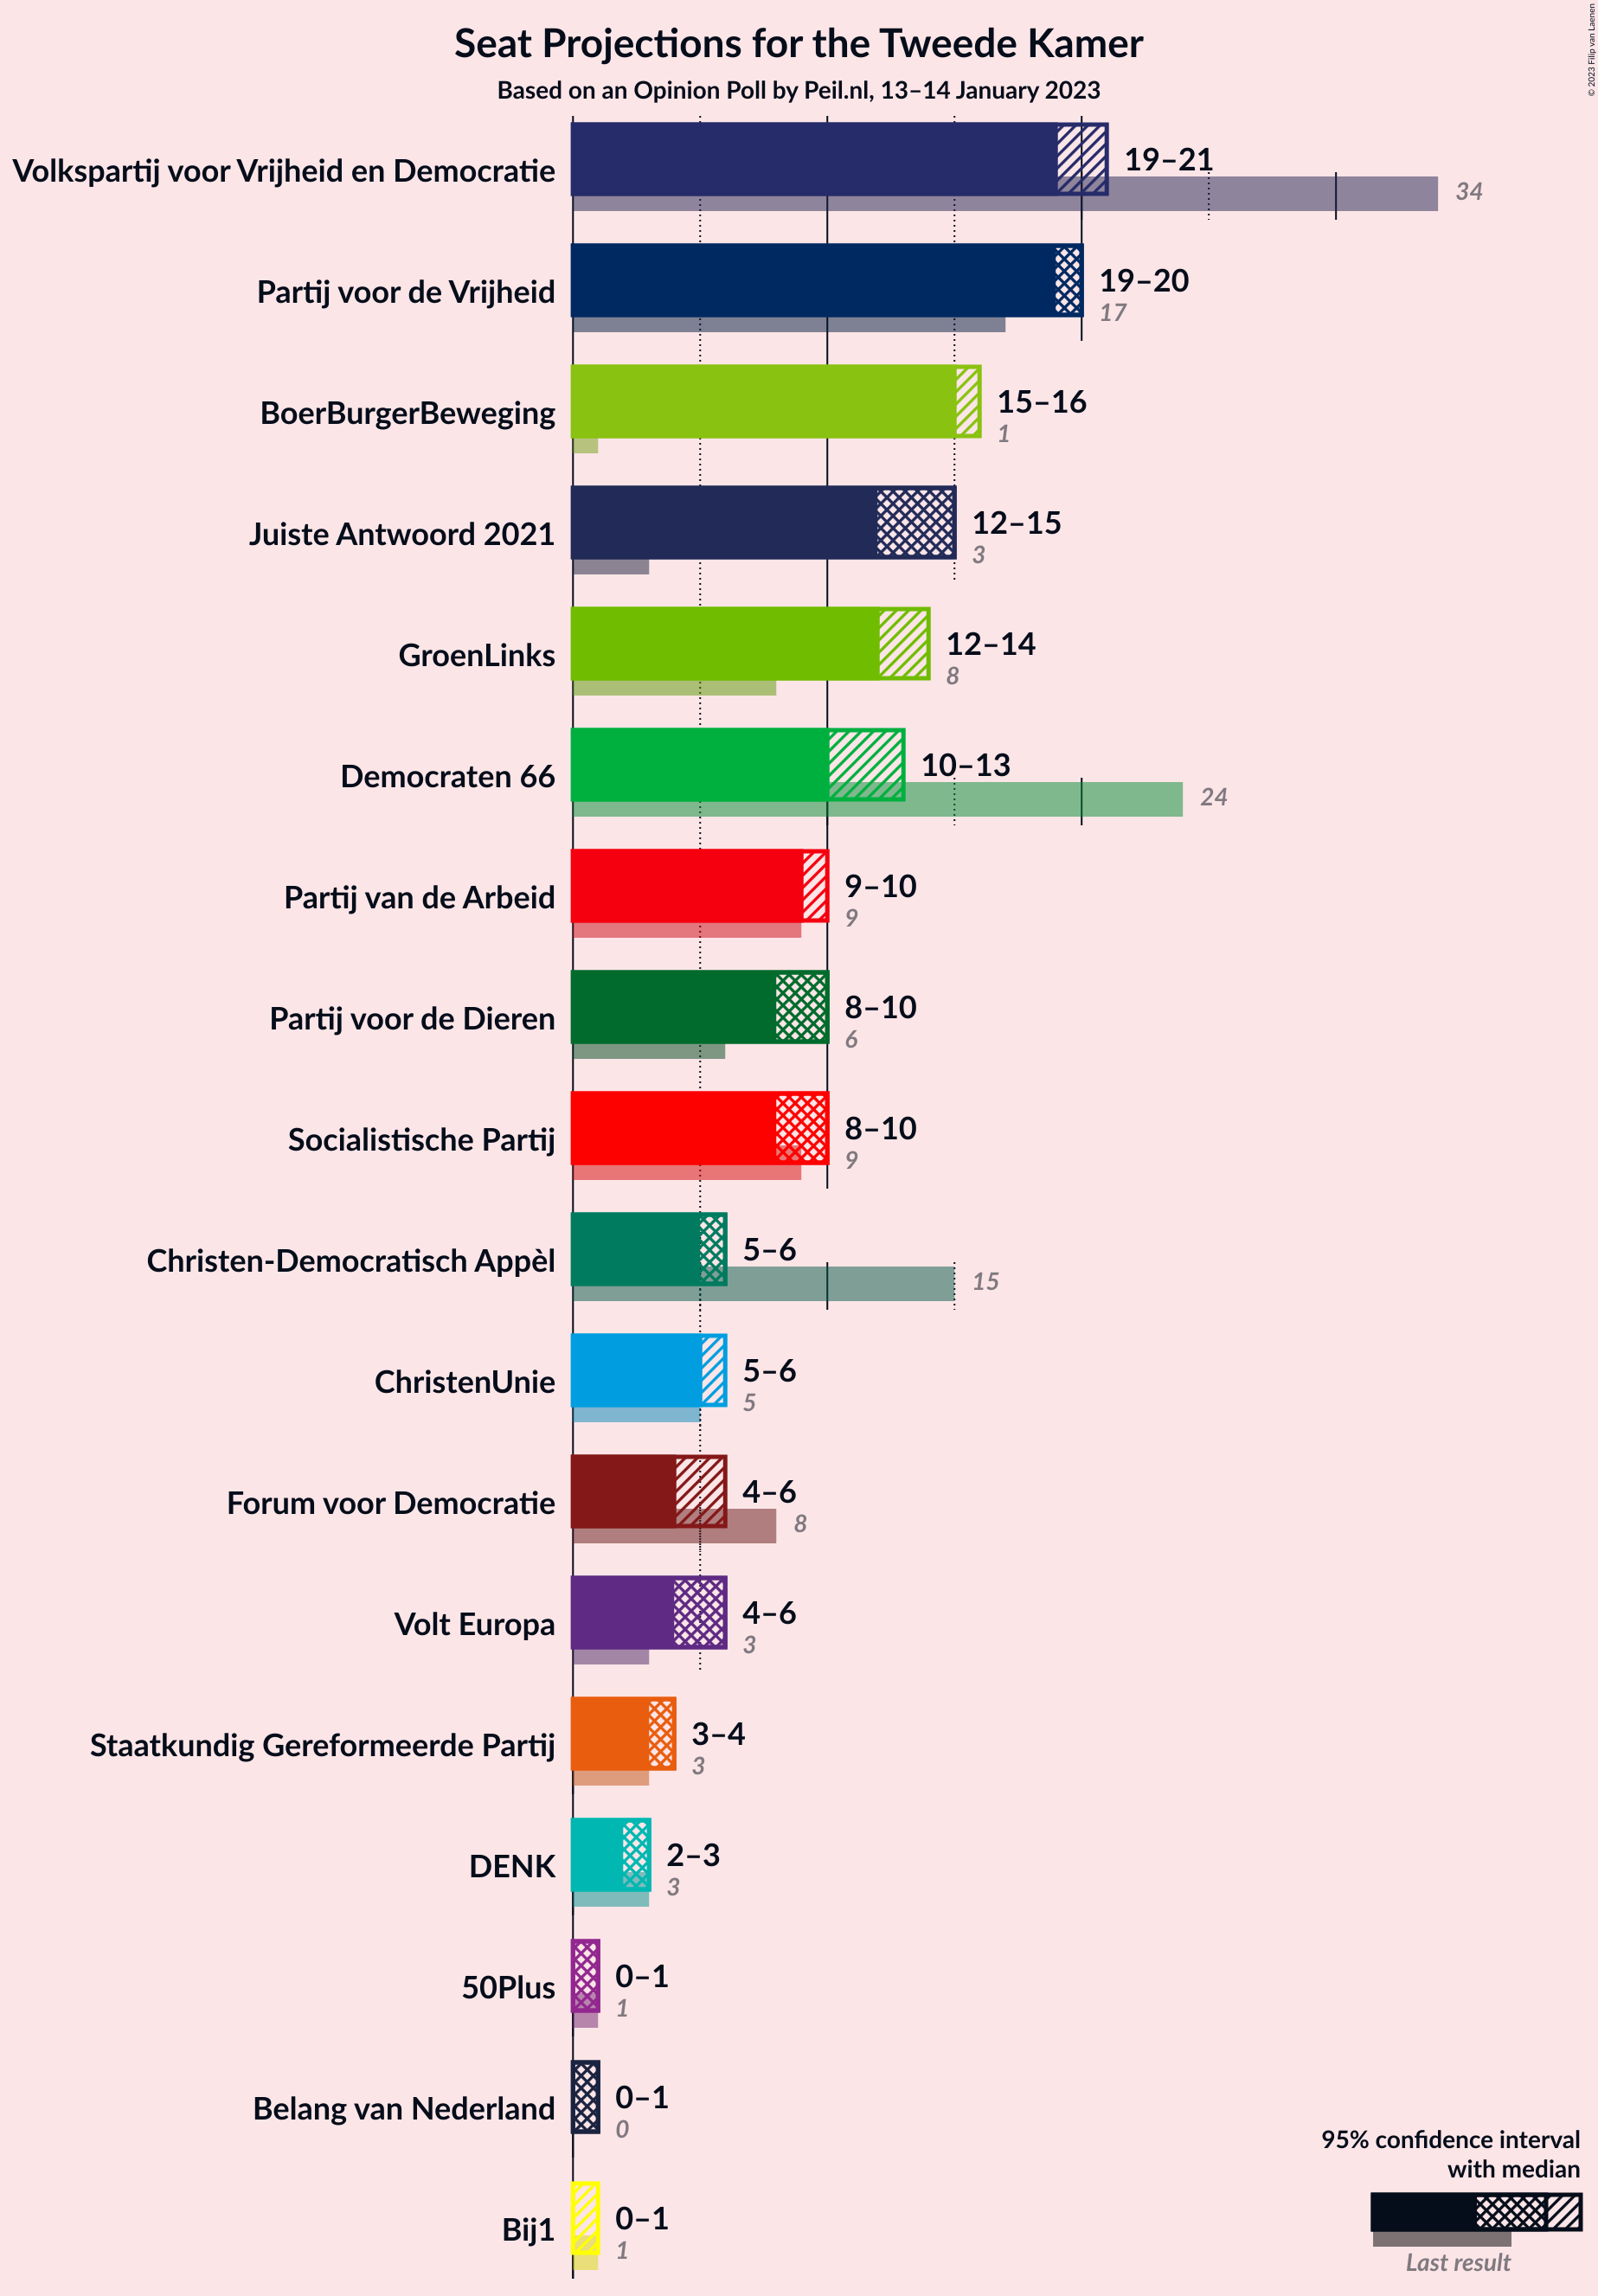 Seat Projections for the Tweede Kamer
Based on an Opinion Poll by Peil.nl, 13–14 January 2023
© 2023 Filip van Laenen
Volkspartij voor Vrijheid en Democratie
19–21
34
Partij voor de Vrijheid
19–20
17
BoerBurgerBeweging
15–16
1
Juiste Antwoord 2021
12–15
3
GroenLinks
12–14
8
Democraten 66
10–13
24
Partij van de Arbeid
9–10
9
Partij voor de Dieren
8–10
6
Socialistische Partij
8–10
9
Christen-Democratisch Appèl
5–6
15
ChristenUnie
5–6
5
Forum voor Democratie
4–6
8
Volt Europa
4–6
3
Staatkundig Gereformeerde Partij
3–4
3
DENK
2–3
3
50Plus
0–1
1
Belang van Nederland
0–1
0
Bij1
0–1
1
95% confidence interval
with median
Last result